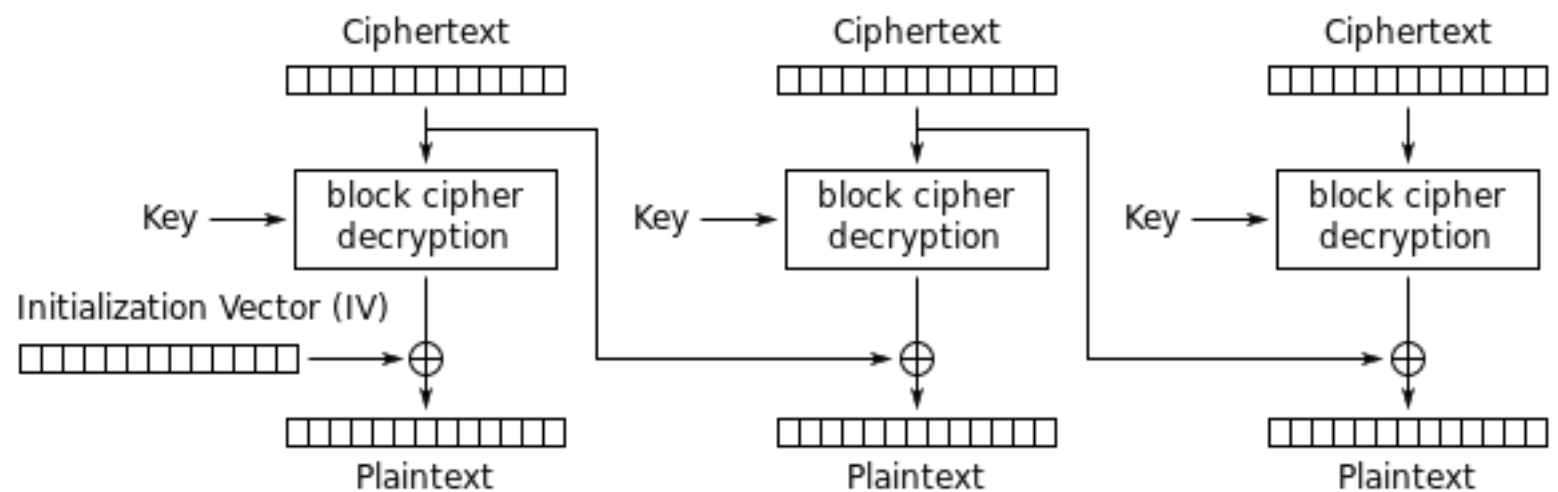 Ciphertext
Ciphertext
Ciphertext
block cipher
decryption
block cipher
decryption
block cipher
decryption
Key
Key
Key
Initialization Vector (IV)
Plaintext
Plaintext
Plaintext